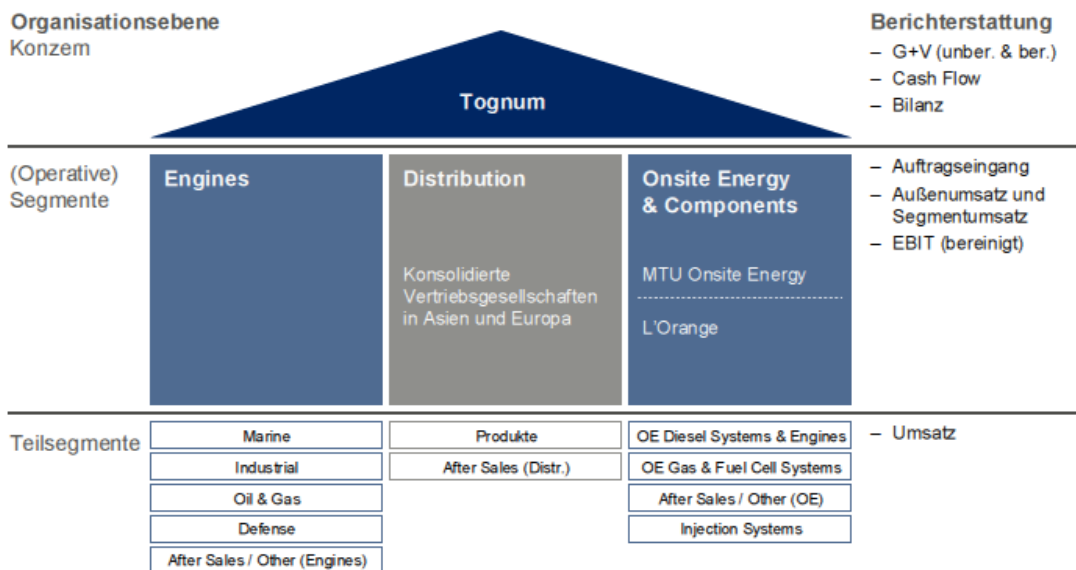 Organisationsebene
Konzern
Tognum
Berichterstattung
– G+V (unber. & ber.)
– Cash Flow
– Bilanz
(Operative)
Segmente
Engines
Distribution
Konsolidierte
Vertriebsgesellschaften
in Asien und Europa
Onsite Energy
& Components
MTU Onsite Energy
L'Orange
– Auftragseingang
– Außenumsatz und
Segmentumsatz
– EBIT (bereinigt)
Teilsegmente
Marine
Industrial
Oil & Gas
Defense
After Sales / Other (Engines)
Produkte
After Sales (Distr.)
OE Diesel Systems & Engines
OE Gas & Fuel Cell Systems
After Sales / Other (OE)
Injection Systems
– Umsatz